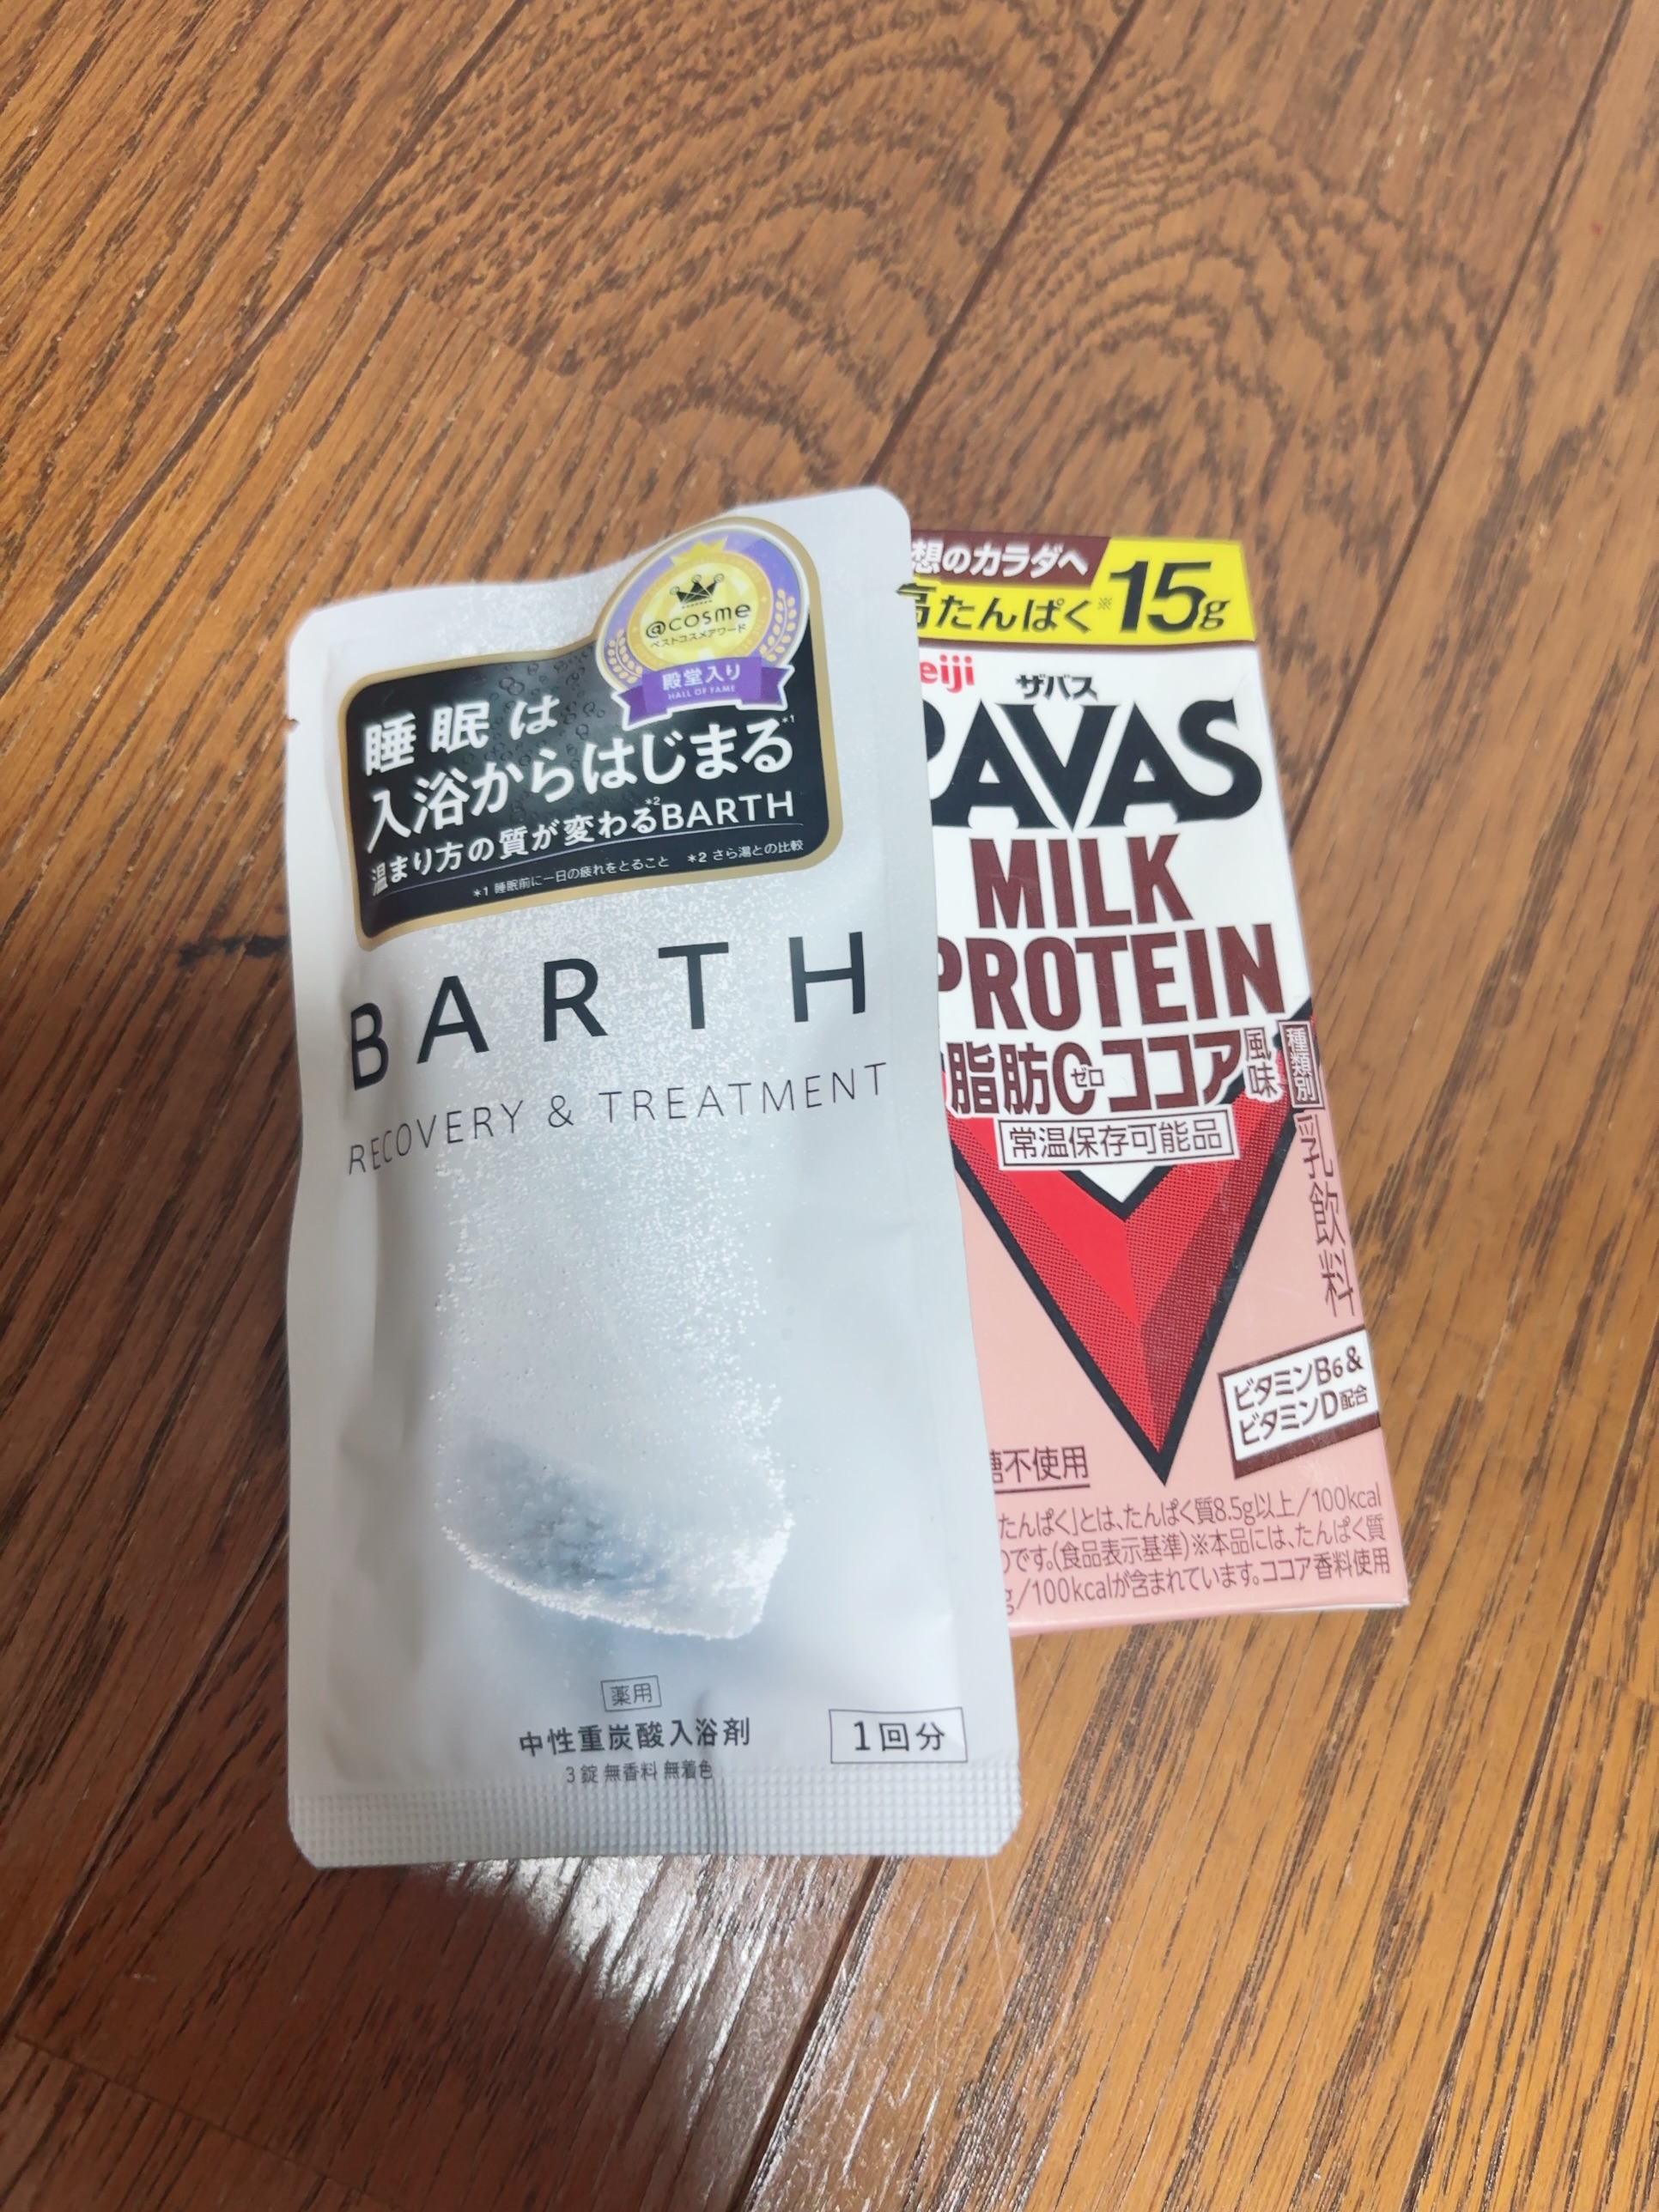 @cosme
ベストコスメアワード
殿堂入り
HALL OF FAME
睡眠は
入浴からはじまる*1
温まり方の質が変わる*2BARTH
*1 睡眠前に一日の疲れをとること *2 さら湯との比較
BARTH
RECOVERY & TREATMENT
薬用
中性重炭酸入浴剤
3錠 無香料 無着色
1回分
想のカラダへ
高たんぱく※15g
eiji
ザバス
AVAS
MILK
PROTEIN
脂肪0ゼロココア風味
常温保存可能品
種類別 乳飲料
ビタミンB6&
ビタミンD配合
糖不使用
たんぱく」とは、たんぱく質8.5g以上/100kcal
のです。(食品表示基準)※本品には、たんぱく質
g/100kcalが含まれています。ココア香料使用